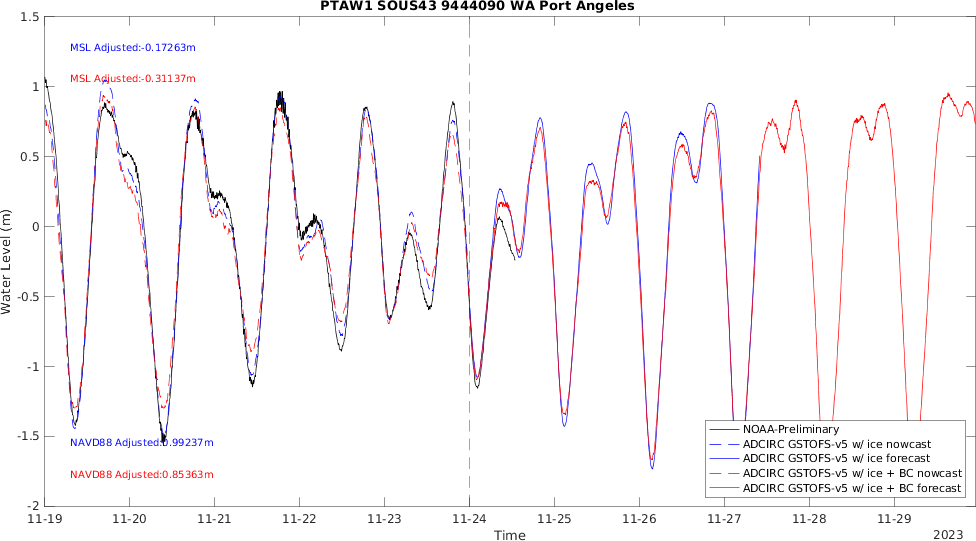 PTAW1 SOUS43 9444090 WA Port Angeles
1.5
1
0.5
0
-0.5
-1
-1.5
-2
Water Level (m)
MSL Adjusted:-0.17263m
MSL Adjusted:-0.31137m
NAVD88 Adjusted:0.99237m
NAVD88 Adjusted:0.85363m
NOAA-Preliminary
ADCIRC GSTOFS-v5 w/ ice nowcast
ADCIRC GSTOFS-v5 w/ ice forecast
ADCIRC GSTOFS-v5 w/ ice + BC nowcast
ADCIRC GSTOFS-v5 w/ ice + BC forecast
11-19 11-20 11-21 11-22 11-23 11-24 11-25 11-26 11-27 11-28 11-29
Time
2023